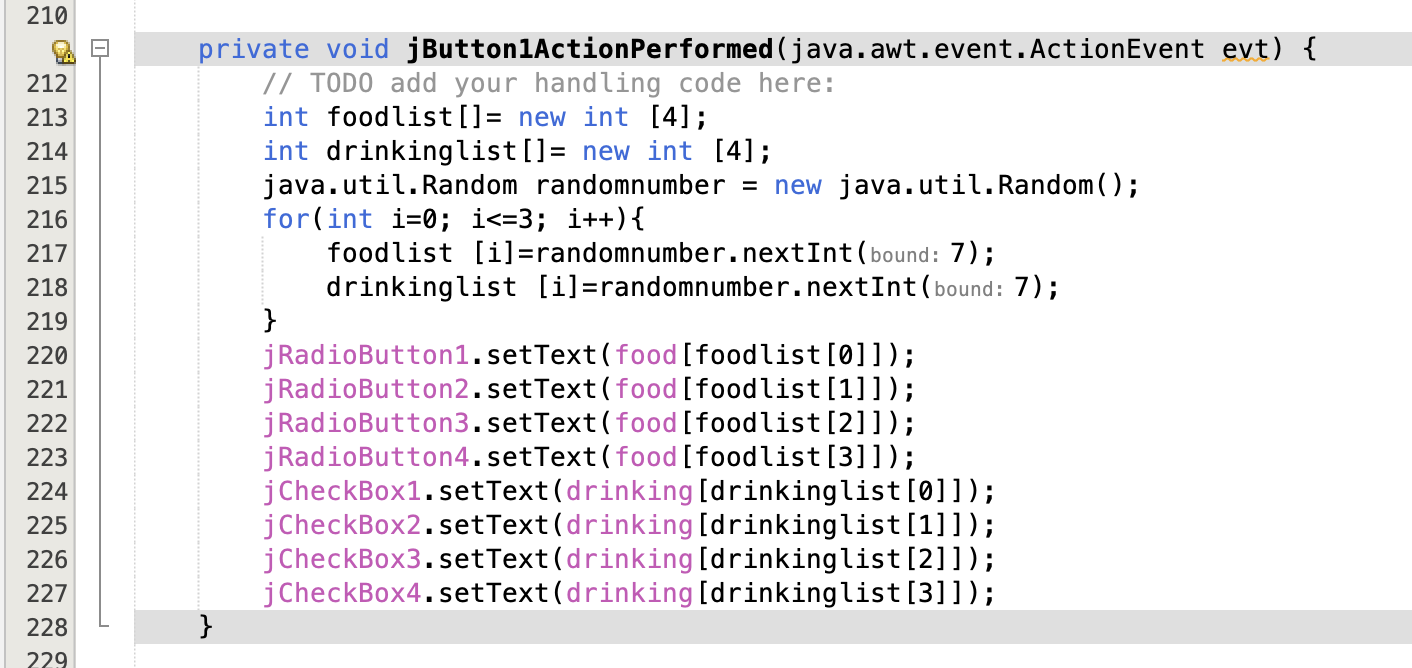 210
private void jButton1ActionPerformed(java.awt.event.ActionEvent evt) {
212 // TODO add your handling code here:
213 int foodlist[]= new int [4];
214 int drinkinglist[]= new int [4];
215 java.util.Random randomnumber = new java.util.Random();
216 for(int i=0; i<=3; i++){
217 foodlist [i]=randomnumber.nextInt(bound: 7);
218 drinkinglist [i]=randomnumber.nextInt(bound: 7);
219 }
220 jRadioButton1.setText(food[foodlist[0]]);
221 jRadioButton2.setText(food[foodlist[1]]);
222 jRadioButton3.setText(food[foodlist[2]]);
223 jRadioButton4.setText(food[foodlist[3]]);
224 jCheckBox1.setText(drinking[drinkinglist[0]]);
225 jCheckBox2.setText(drinking[drinkinglist[1]]);
226 jCheckBox3.setText(drinking[drinkinglist[2]]);
227 jCheckBox4.setText(drinking[drinkinglist[3]]);
228 }
229